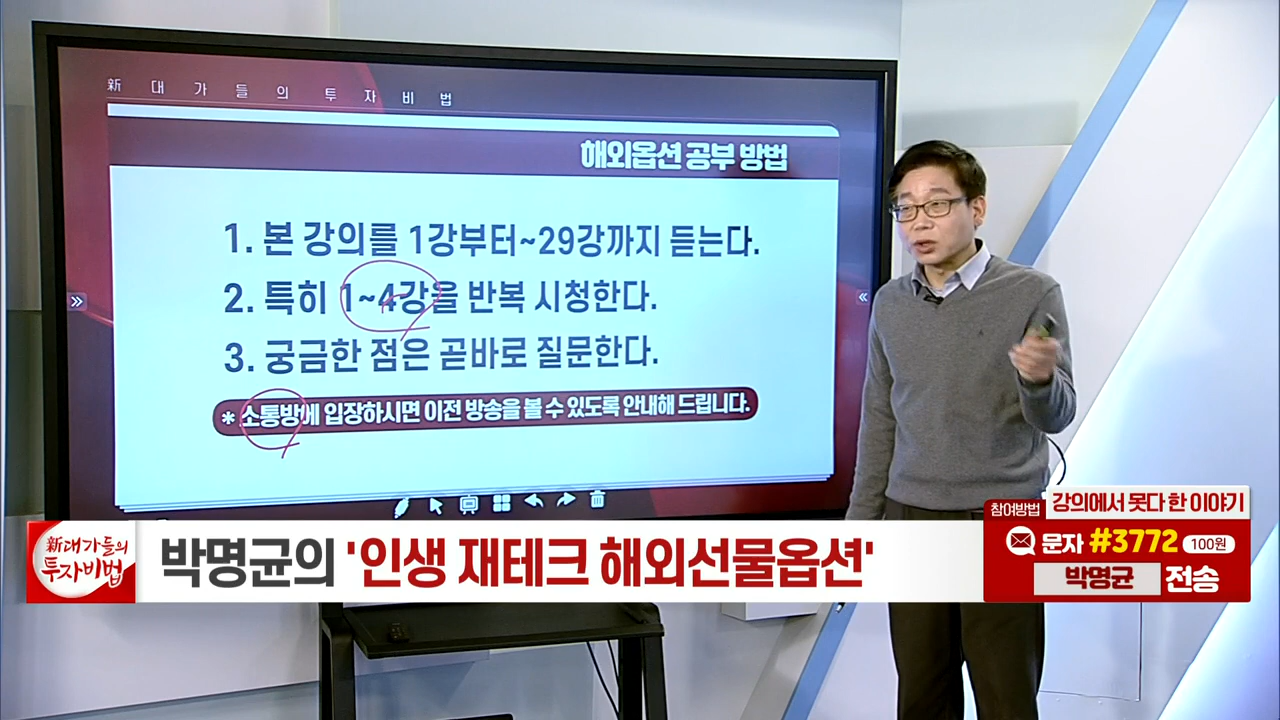 新 대가들의 투자비법
해외옵션 공부 방법
1. 본 강의를 1강부터~29강까지 듣는다.
2. 특히 1~4강을 반복 시청한다.
3. 궁금한 점은 곧바로 질문한다.
* 소통방에 입장하시면 이전 방송을 볼 수 있도록 안내해 드립니다.
참여방법 강의에서 못다 한 이야기
문자 #3772 100원
박명균 전송
新 대가들의
투자비법
박명균의 '인생 재테크 해외선물옵션'